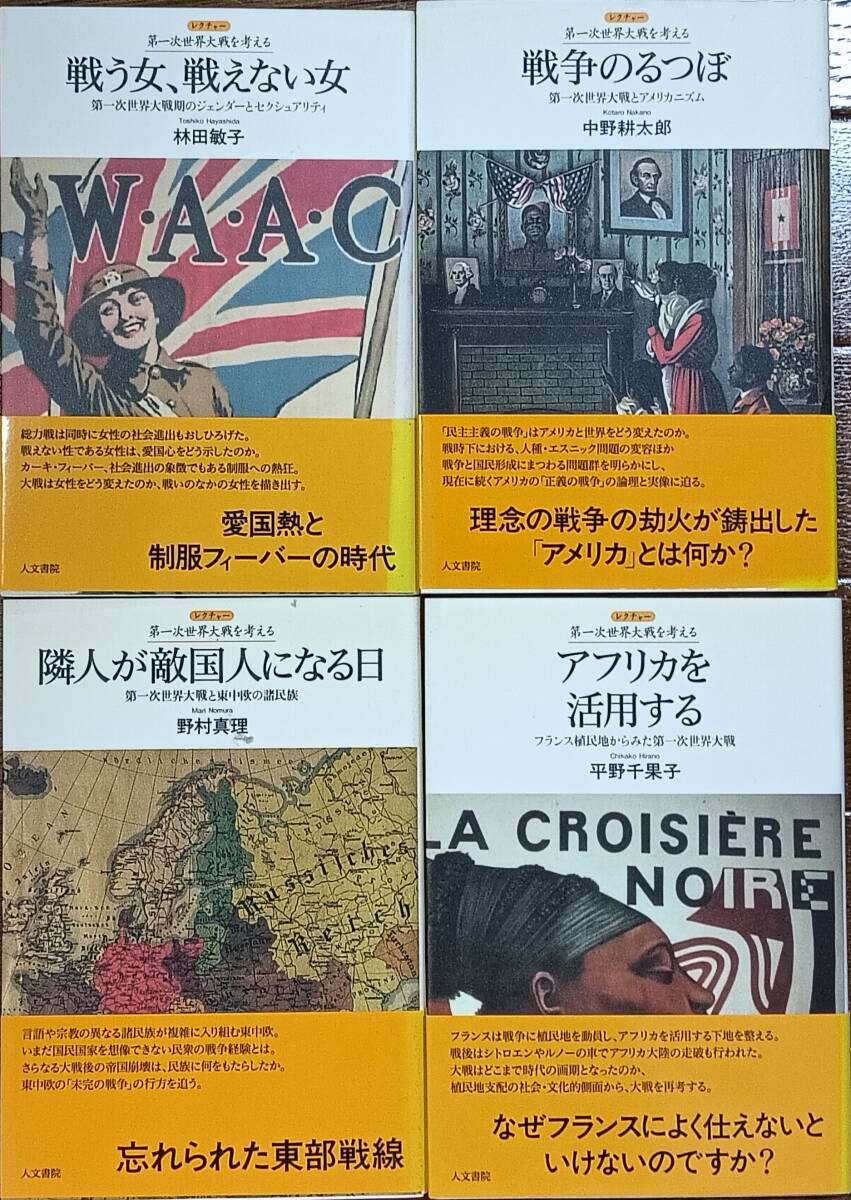 レクチャー
第一次世界大戦を考える
戦う女、戦えない女
第一次世界大戦期のジェンダーとセクシュアリティ
Toshiko Hayashida
林田敏子
W·A·A·C
総力戦は同時に女性の社会進出もおしひろげた。
戦えない性である女性は、愛国心をどう示したのか。
カーキ・フィーバー、社会進出の象徴でもある制服への熱狂。
大戦は女性をどう変えたのか、戦いのなかの女性を描き出す。
愛国熱と
制服フィーバーの時代
人文書院
レクチャー
第一次世界大戦を考える
戦争のるつぼ
第一次世界大戦とアメリカニズム
Kotaro Nakano
中野耕太郎
「民主主義の戦争」はアメリカと世界をどう変えたのか。
戦時下における、人種・エスニック問題の変容ほか
戦争と国民形成にまつわる問題群を明らかにし、
現在に続くアメリカの「正義の戦争」の論理と実像に迫る。
理念の戦争の劫火が鋳出した
「アメリカ」とは何か?
人文書院
レクチャー
第一次世界大戦を考える
隣人が敵国人になる日
第一次世界大戦と東中欧の諸民族
Mari Nomura
野村真理
Russisches
Reich
言語や宗教の異なる諸民族が複雑に入り組む東中欧。
いまだ国民国家を想像できない民衆の戦争経験とは。
さらなる大戦後の帝国崩壊は、民族に何をもたらしたか。
東中欧の「未完の戦争」の行方を追う。
忘れられた東部戦線
人文書院
レクチャー
第一次世界大戦を考える
アフリカを
活用する
フランス植民地からみた第一次世界大戦
Chikako Hirano
平野千果子
LA CROISIÈRE
NOIRE
フランスは戦争に植民地を動員し、アフリカを活用する下地を整える。
戦後はシトロエンやルノーの車でアフリカ大陸の走破も行われた。
大戦はどこまで時代の画期となったのか、
植民地支配の社会・文化的側面から、大戦を再考する。
なぜフランスによく仕えないと
いけないのですか?
人文書院